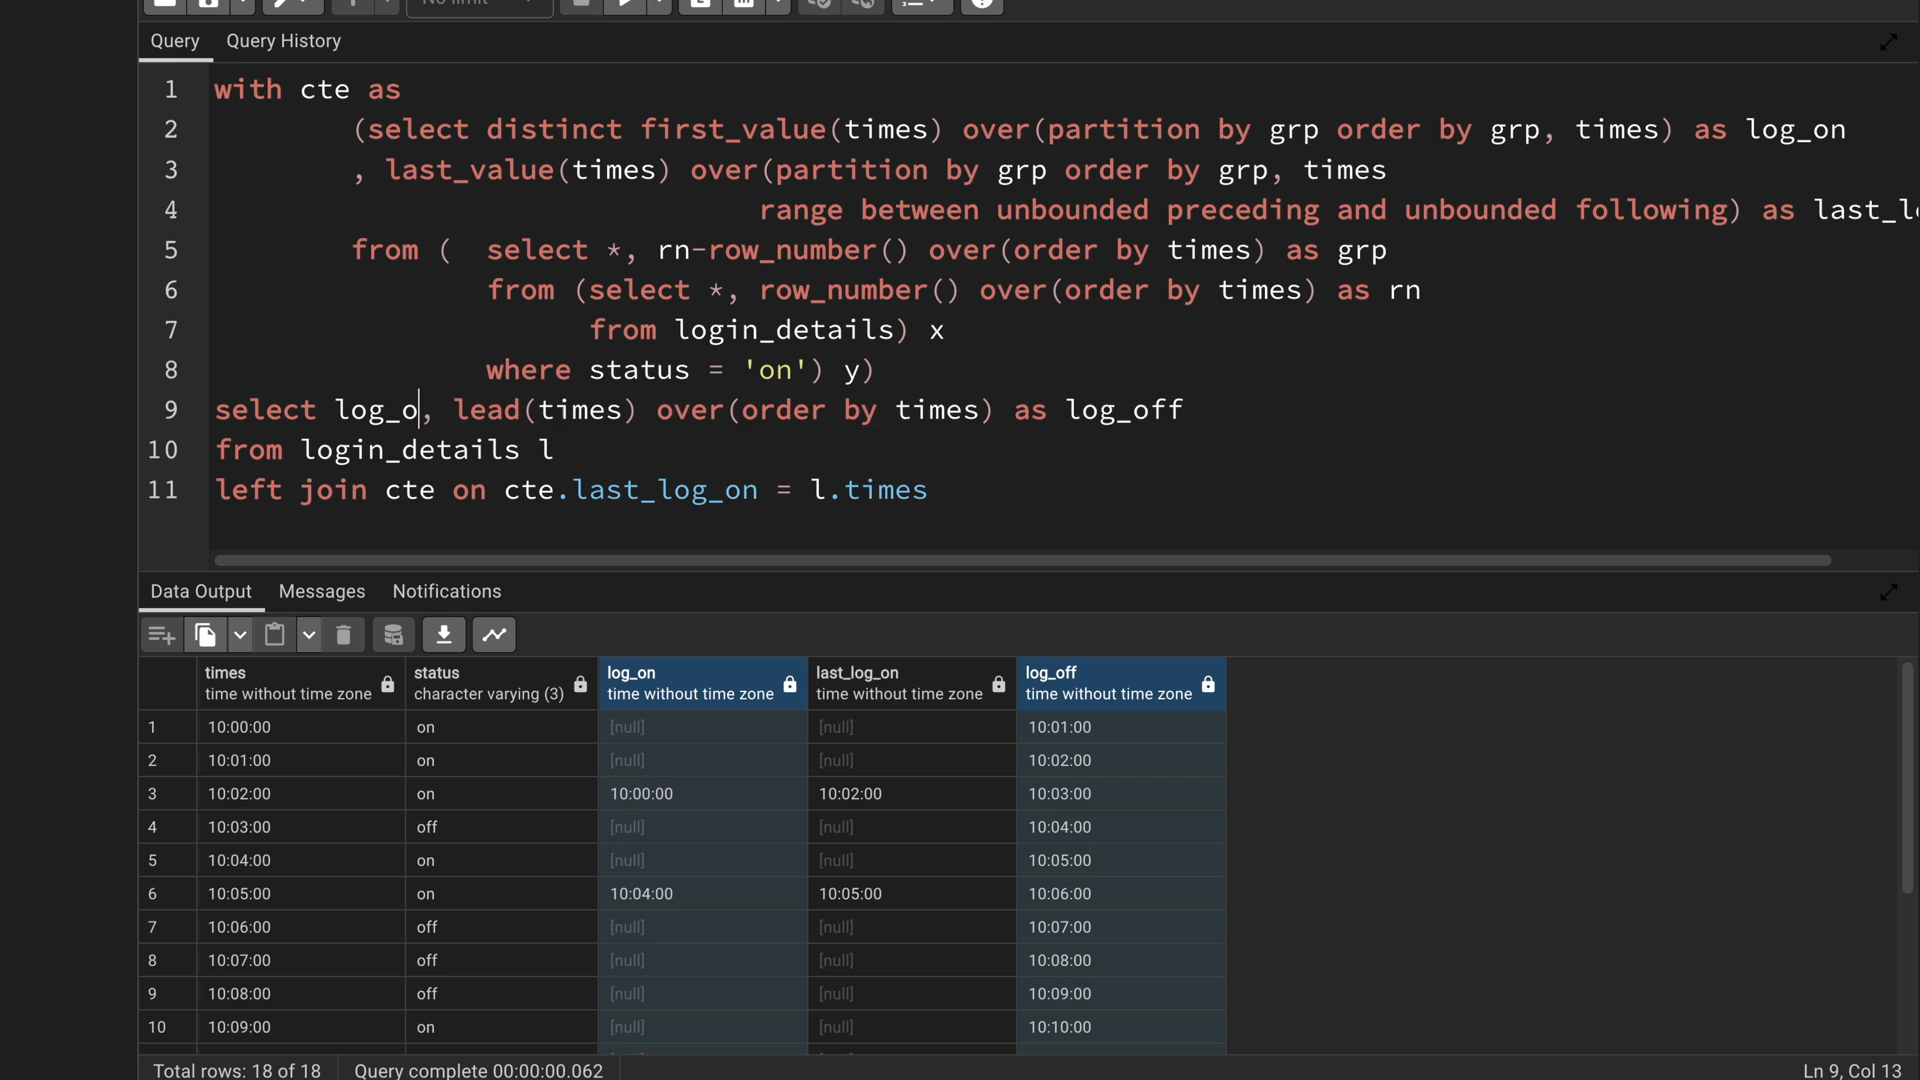 No limit
Query Query History
1 with cte as
2 (select distinct first_value(times) over(partition by grp order by grp, times) as log_on
3 , last_value(times) over(partition by grp order by grp, times
4 range between unbounded preceding and unbounded following) as
5 from ( select *, rn-row_number() over(order by times) as grp
6 from (select *, row_number() over(order by times) as rn
7 from login_details) x
8 where status = 'on') y)
9 select log_o, lead(times) over(order by times) as log_off
10 from login_details l
11 left join cte on cte.last_log_on = l.times
Data Output Messages Notifications
times status log_on last_log_on log_off
time without time zone character varying (3) time without time zone time without time zone time without time zone
1 10:00:00 on [null] [null] 10:01:00
2 10:01:00 on [null] [null] 10:02:00
3 10:02:00 on 10:00:00 10:02:00 10:03:00
4 10:03:00 off [null] [null] 10:04:00
5 10:04:00 on [null] [null] 10:05:00
6 10:05:00 on 10:04:00 10:05:00 10:06:00
7 10:06:00 off [null] [null] 10:07:00
8 10:07:00 off [null] [null] 10:08:00
9 10:08:00 off [null] [null] 10:09:00
10 10:09:00 on [null] [null] 10:10:00
Total rows: 18 of 18 Query complete 00:00:00.062 Ln 9, Col 13